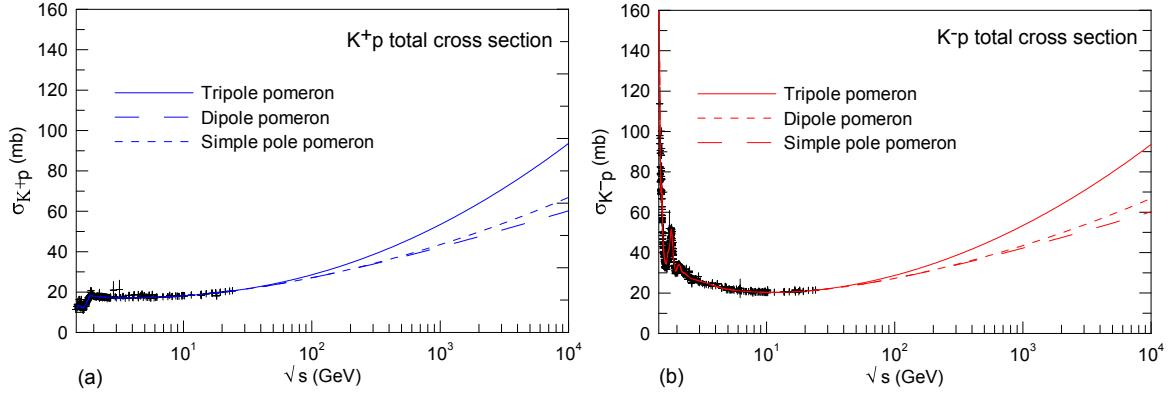 160
140
120
100
80
60
40
20
0
σK+p (mb)
K+p total cross section
Tripole pomeron
Dipole pomeron
Simple pole pomeron
10^1 10^2 10^3 10^4
√s (GeV)
(a)
160
140
120
100
80
60
40
20
0
σK-p (mb)
K-p total cross section
Tripole pomeron
Dipole pomeron
Simple pole pomeron
10^1 10^2 10^3 10^4
√s (GeV)
(b)